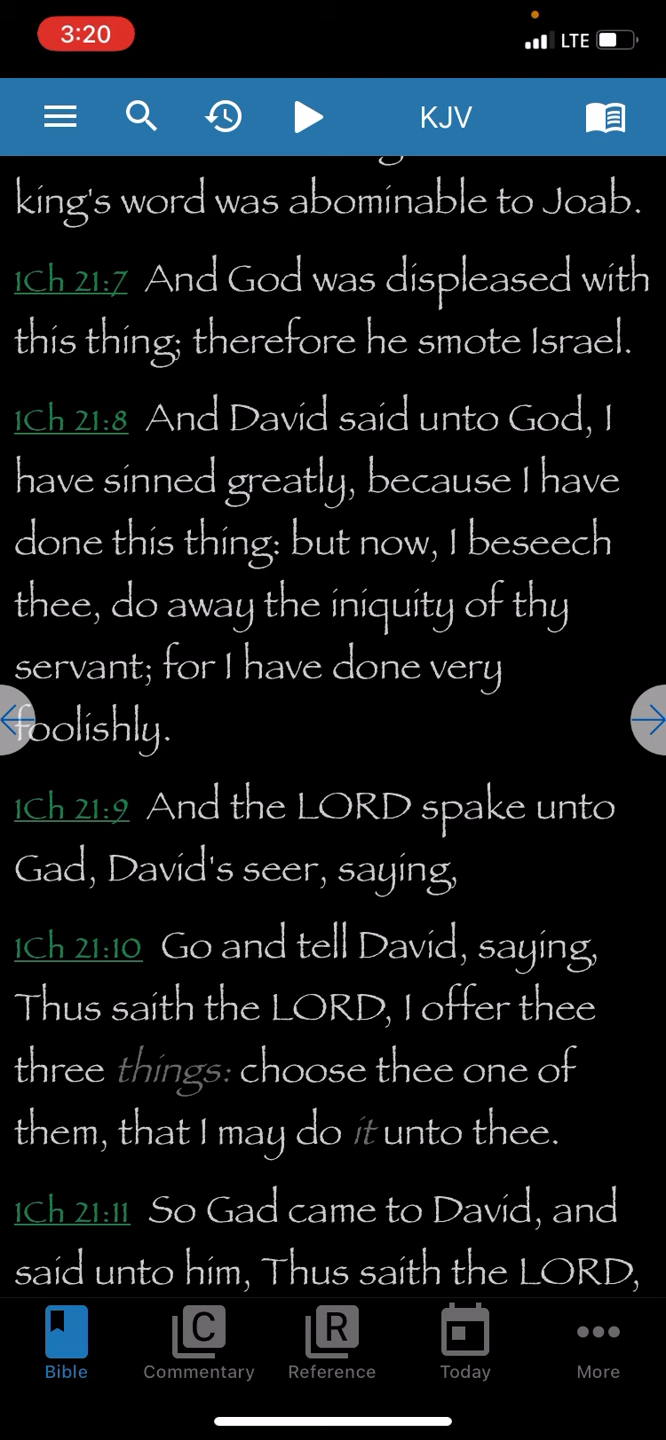 3:20
LTE
KJV
king's word was abominable to Joab.
1Ch 21:7 And God was displeased with
this thing; therefore he smote Israel.
1Ch 21:8 And David said unto God, I
have sinned greatly, because I have
done this thing: but now, I beseech
thee, do away the iniquity of thy
servant; for I have done very
foolishly.
1Ch 21:9 And the LORD spake unto
Gad, David's seer, saying,
1Ch 21:10 Go and tell David, saying,
Thus saith the LORD, I offer thee
three things: choose thee one of
them, that I may do it unto thee.
1Ch 21:11 So Gad came to David, and
said unto him, Thus saith the LORD,
C
R
Bible
Commentary
Reference
Today
More